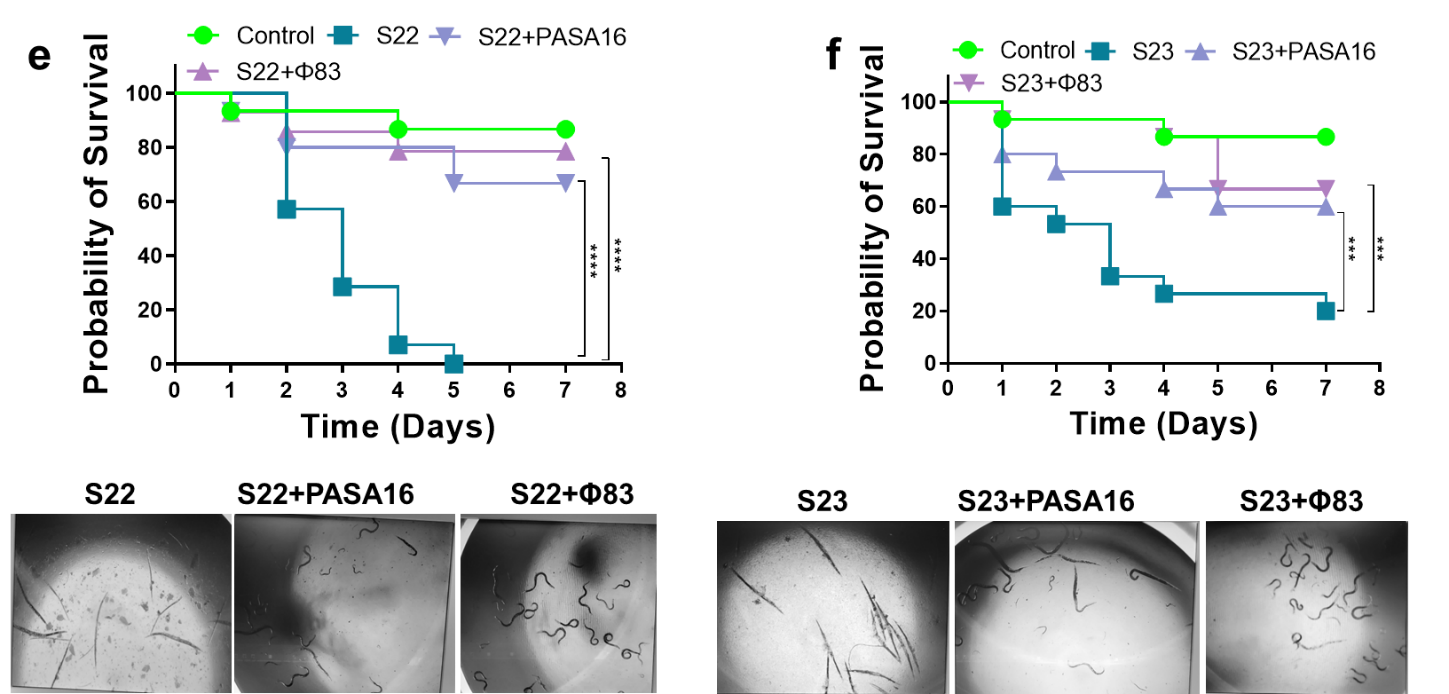 e
Control S22 S22+PASA16
S22+Φ83
Probability of Survival
100
80
60
40
20
0
0 1 2 3 4 5 6 7 8
Time (Days)
****
****
f
Control S23 S23+PASA16
S23+Φ83
Probability of Survival
100
80
60
40
20
0
0 1 2 3 4 5 6 7 8
Time (Days)
***
***
S22 S22+PASA16 S22+Φ83
S23 S23+PASA16 S23+Φ83